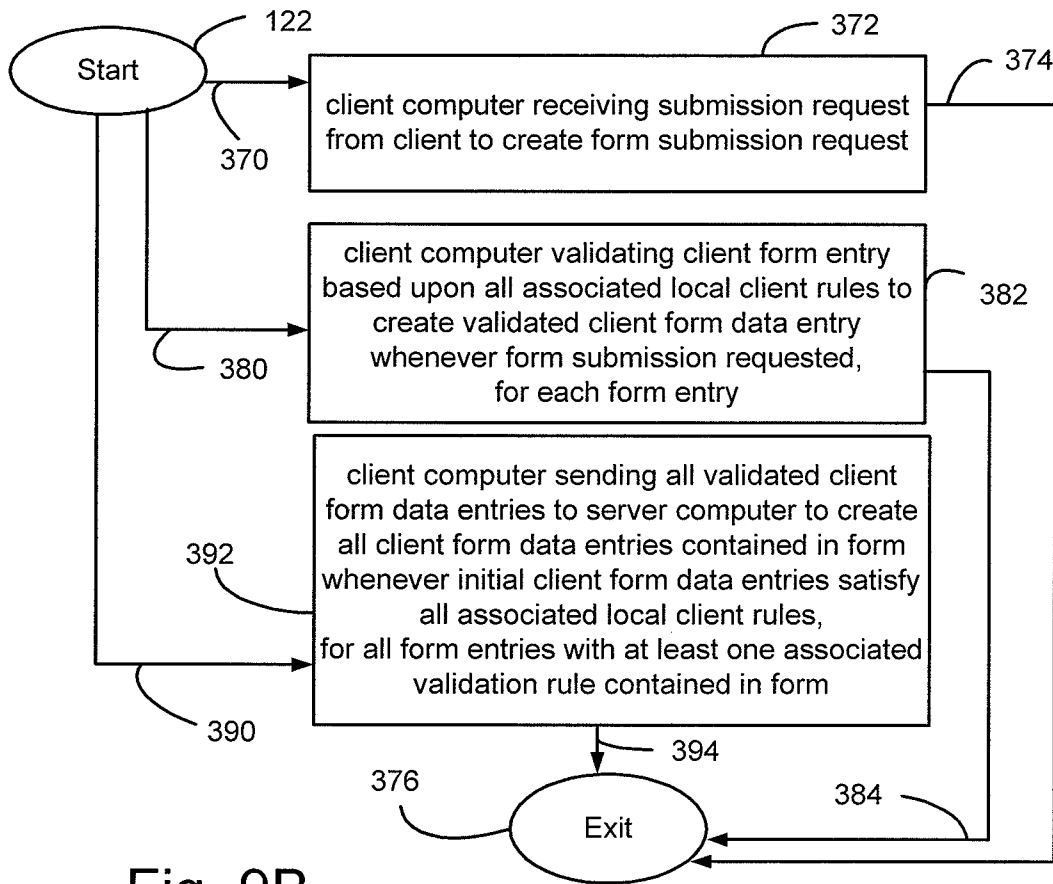 122
Start
372
374
client computer receiving submission request
from client to create form submission request
370
client computer validating client form entry
based upon all associated local client rules to
create validated client form data entry
whenever form submission requested,
for each form entry
382
380
client computer sending all validated client
form data entries to server computer to create
all client form data entries contained in form
whenever initial client form data entries satisfy
all associated local client rules,
for all form entries with at least one associated
validation rule contained in form
392
390
394
376
384
Exit
Fig. 9B